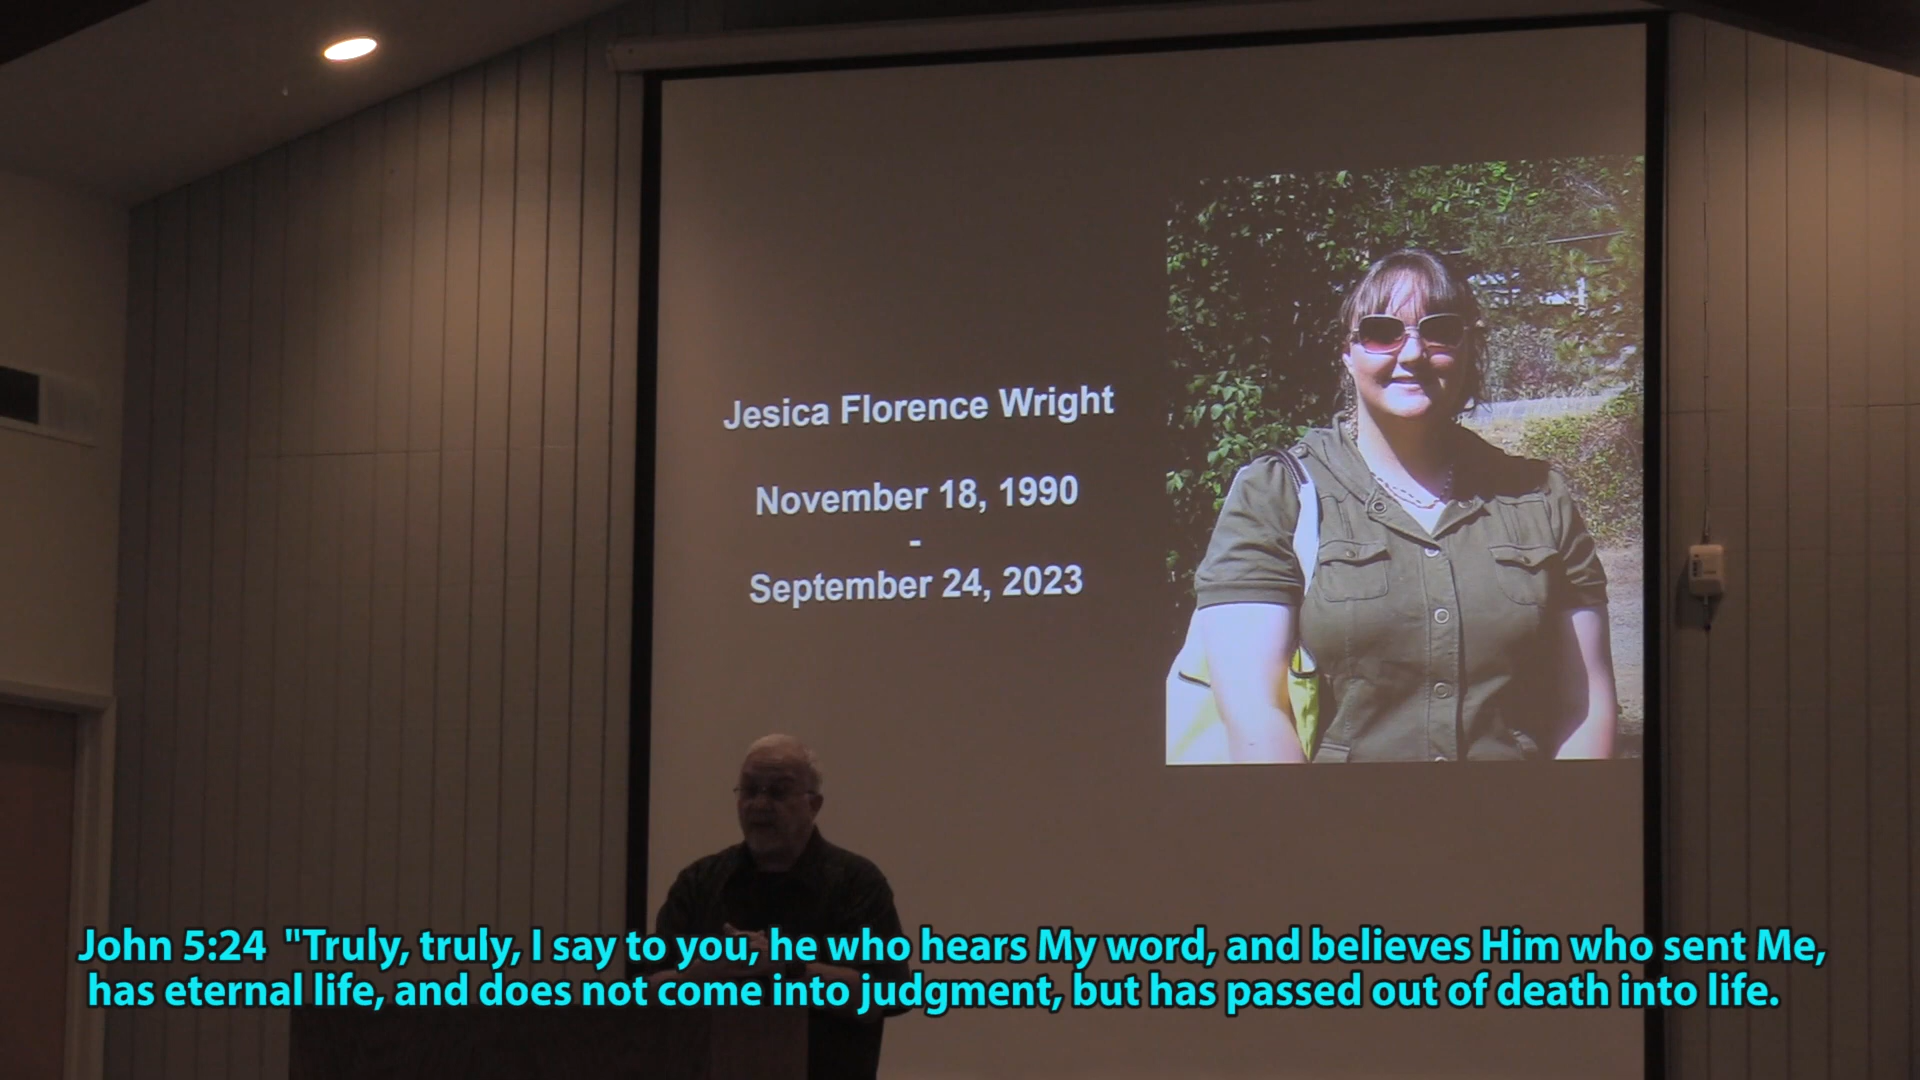 Jesica Florence Wright
November 18, 1990
-
September 24, 2023
John 5:24  "Truly, truly, I say to you, he who hears My word, and believes Him who sent Me,
has eternal life, and does not come into judgment, but has passed out of death into life.